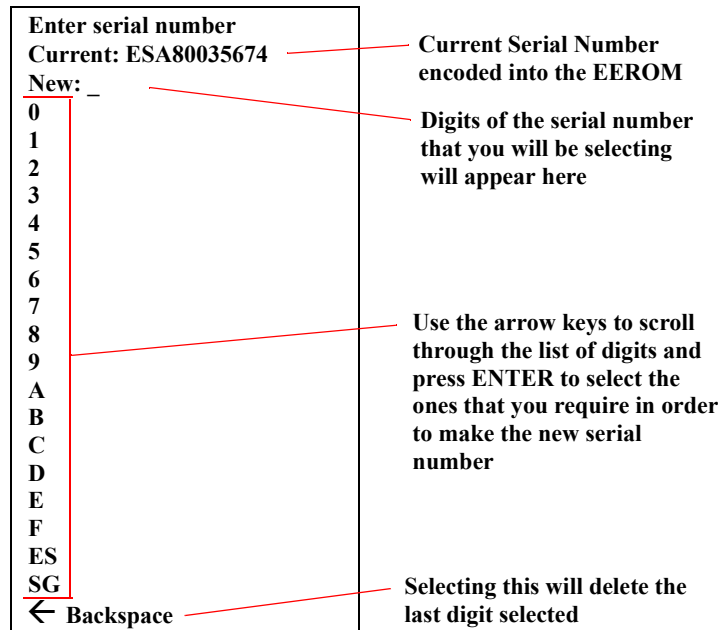 Enter serial number
Current: ESA80035674
New: _
0
1
2
3
4
5
6
7
8
9
A
B
C
D
E
F
ES
SG
← Backspace
Current Serial Number
encoded into the EEROM
Digits of the serial number
that you will be selecting
will appear here
Use the arrow keys to scroll
through the list of digits and
press ENTER to select the
ones that you require in order
to make the new serial
number
Selecting this will delete the
last digit selected